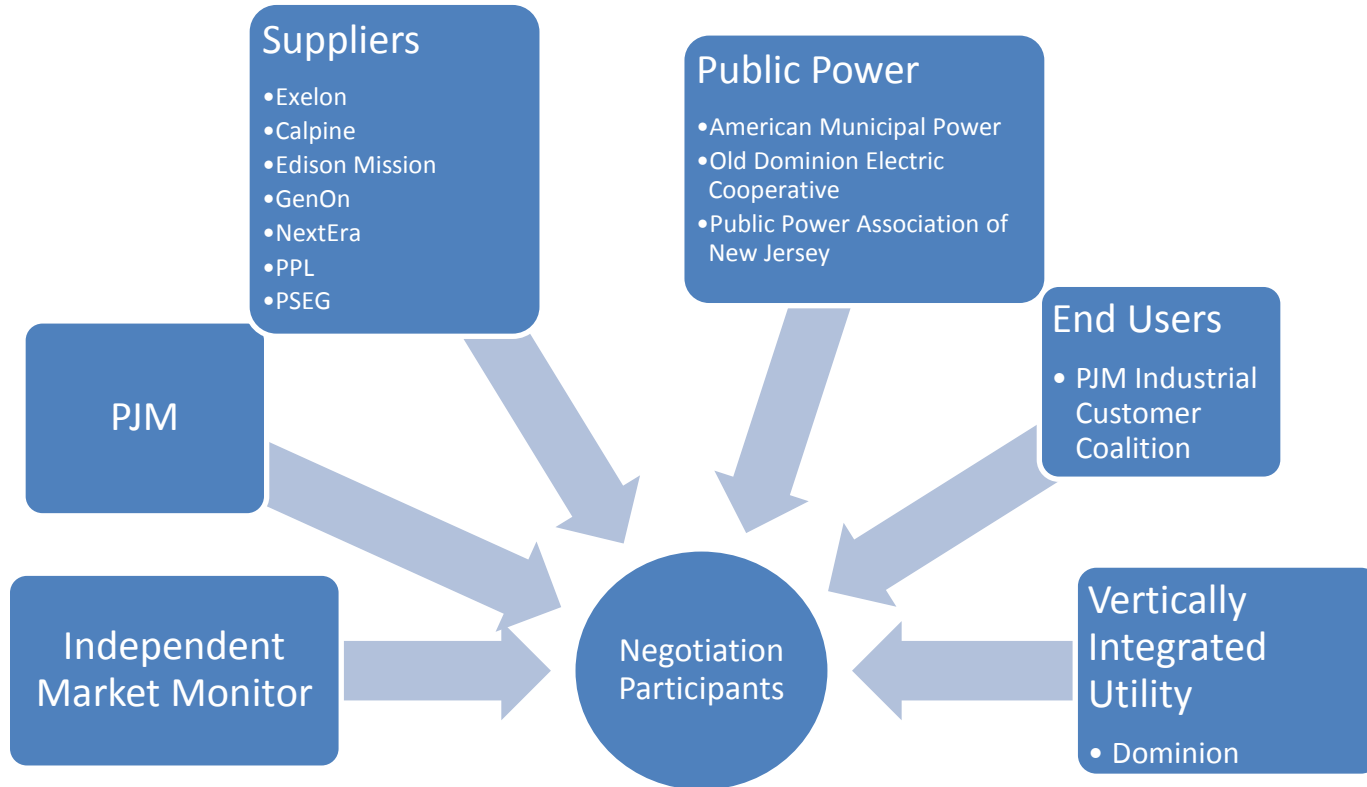 Suppliers
•Exelon
•Calpine
•Edison Mission
•GenOn
•NextEra
•PPL
•PSEG
Public Power
•American Municipal Power
•Old Dominion Electric
Cooperative
•Public Power Association of
New Jersey
End Users
• PJM Industrial
Customer
Coalition
PJM
Independent
Market Monitor
Negotiation
Participants
Vertically
Integrated
Utility
• Dominion